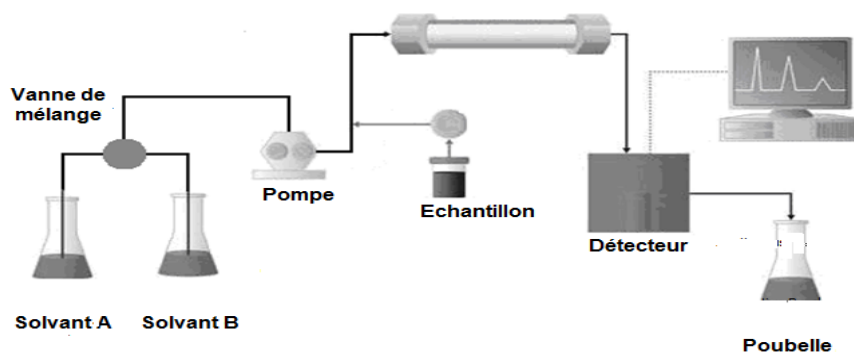 Vanne de
mélange
Pompe
Echantillon
Détecteur
Solvant A
Solvant B
Poubelle